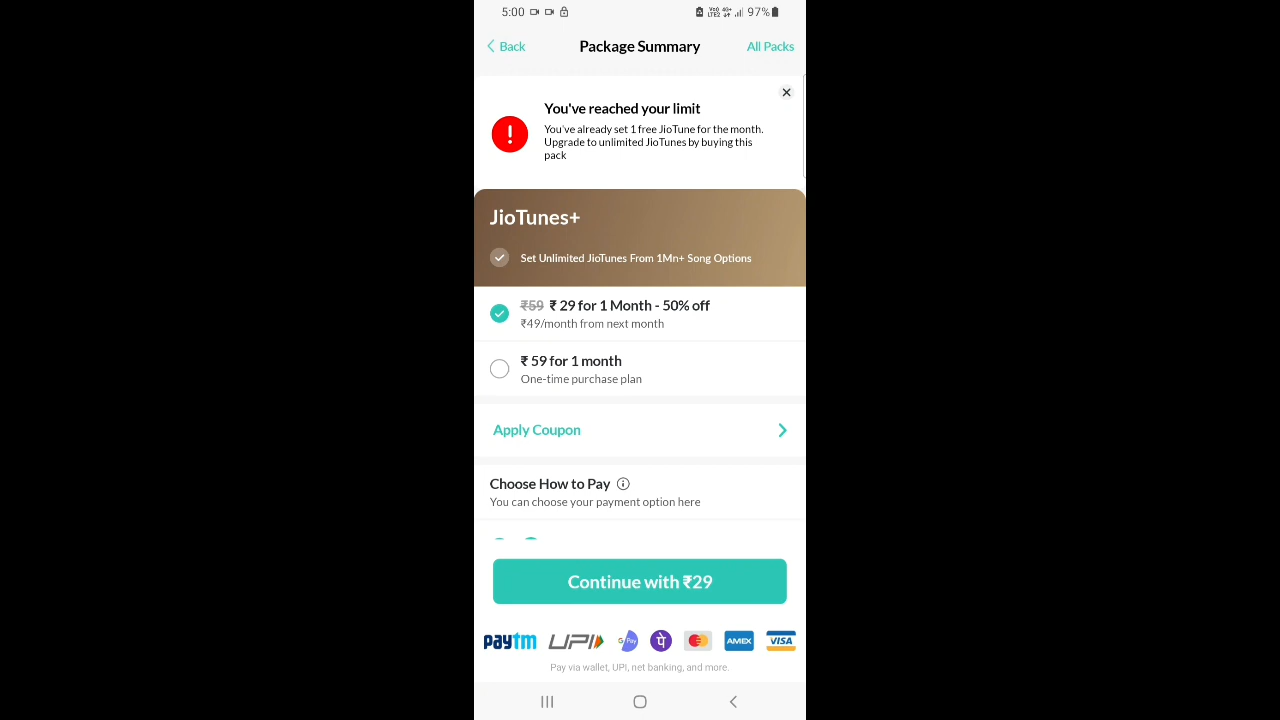 5:00 Vo) 4G+ LTE2 97%
Back Package Summary All Packs
You've reached your limit
You've already set 1 free JioTune for the month.
Upgrade to unlimited JioTunes by buying this
pack
JioTunes+
Set Unlimited JioTunes From 1Mn+ Song Options
₹59 ₹ 29 for 1 Month - 50% off
₹49/month from next month
₹ 59 for 1 month
One-time purchase plan
Apply Coupon
Choose How to Pay
You can choose your payment option here
Continue with ₹29
paytm UPI G Pay पे AMEX VISA
Pay via wallet, UPI, net banking, and more.